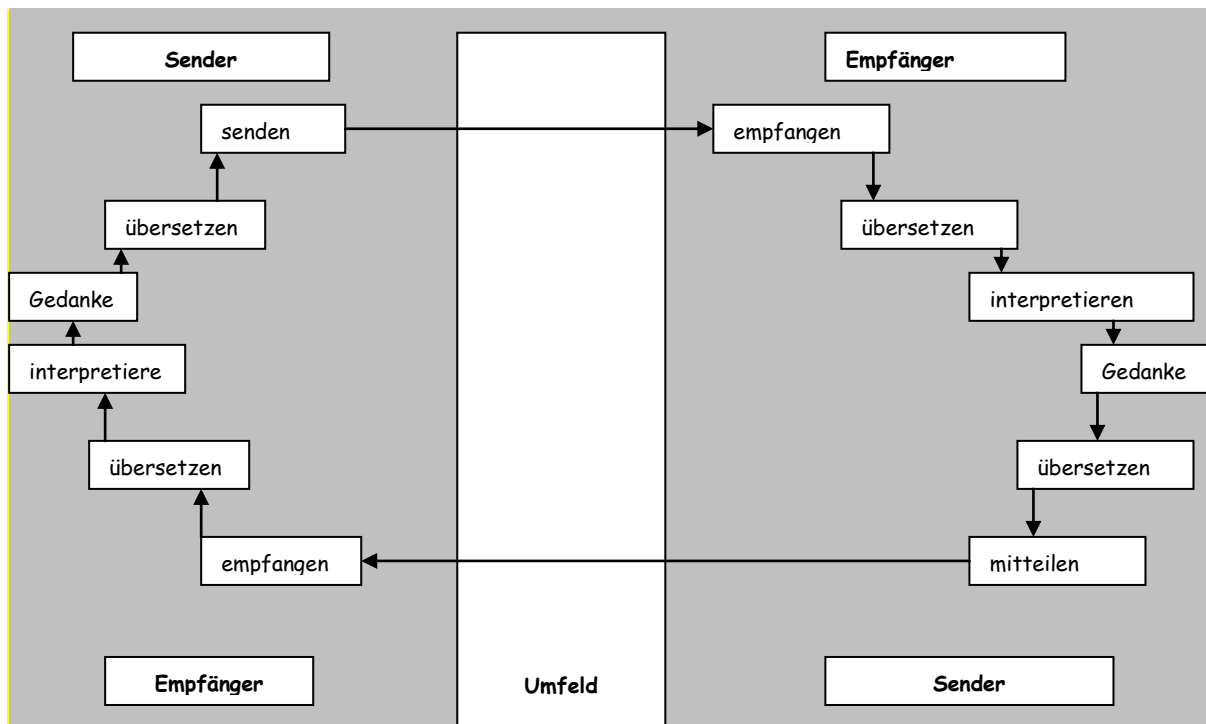 Sender
Empfänger
senden
empfangen
übersetzen
übersetzen
Gedanke
interpretieren
interpretiere
Gedanke
übersetzen
übersetzen
empfangen
mitteilen
Empfänger
Umfeld
Sender